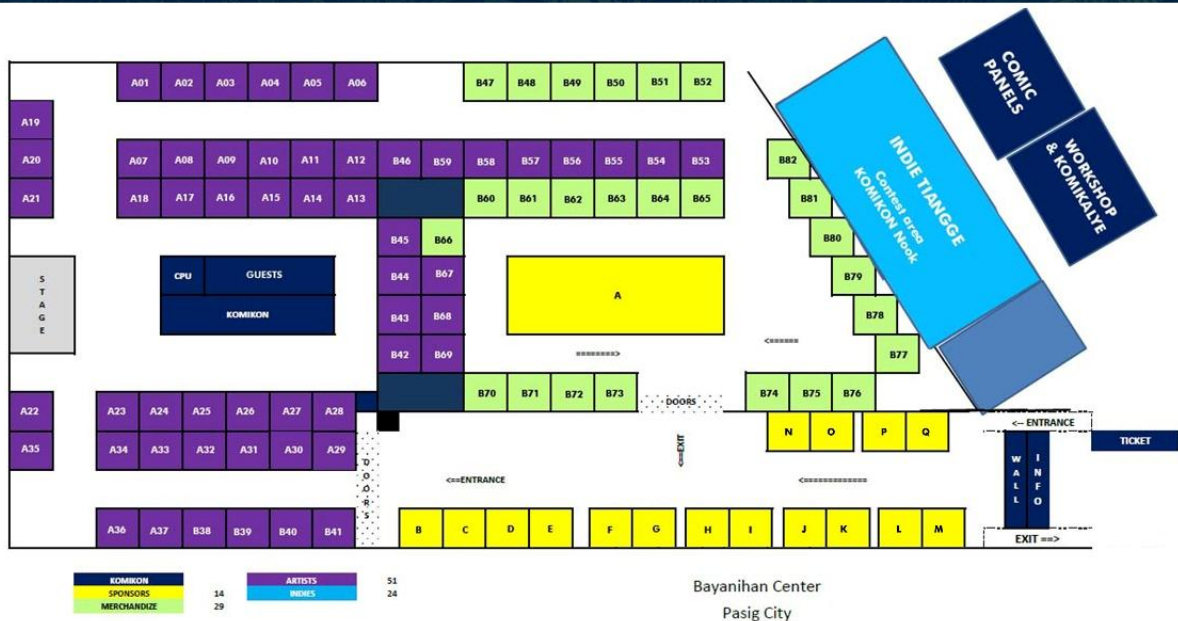 A01 A02 A03 A04 A05 A06
B47 B48 B49 B50 B51 B52
COMIC
PANELS
WORKSHOP
& KOMIKALYE
A19
A20
A21
A07 A08 A09 A10 A11 A12 B46 B59 B58 B57 B56 B55 B54 B53
A18 A17 A16 A15 A14 A13
B60 B61 B62 B63 B64 B65
B82
B81
B80
B79
B78
B77
INDIE TIANGGE
Contest area
KOMIKON Nook
B45 B66
B44 B67
B43 B68
B42 B69
STAGE
CPU GUESTS
KOMIKON
A
========>
<======
B70 B71 B72 B73
DOORS
B74 B75 B76
A22
A35
A23 A24 A25 A26 A27 A28
A34 A33 A32 A31 A30 A29
DOORS
<==EXIT
N O P Q
<-- ENTRANCE
TICKET
WALL
INFO
<==ENTRANCE
<=============
A36 A37 B38 B39 B40 B41
B C D E F G H I J K L M
EXIT ==>
KOMIKON
SPONSORS 14
MERCHANDIZE 29
ARTISTS 51
INDIES 24
Bayanihan Center
Pasig City